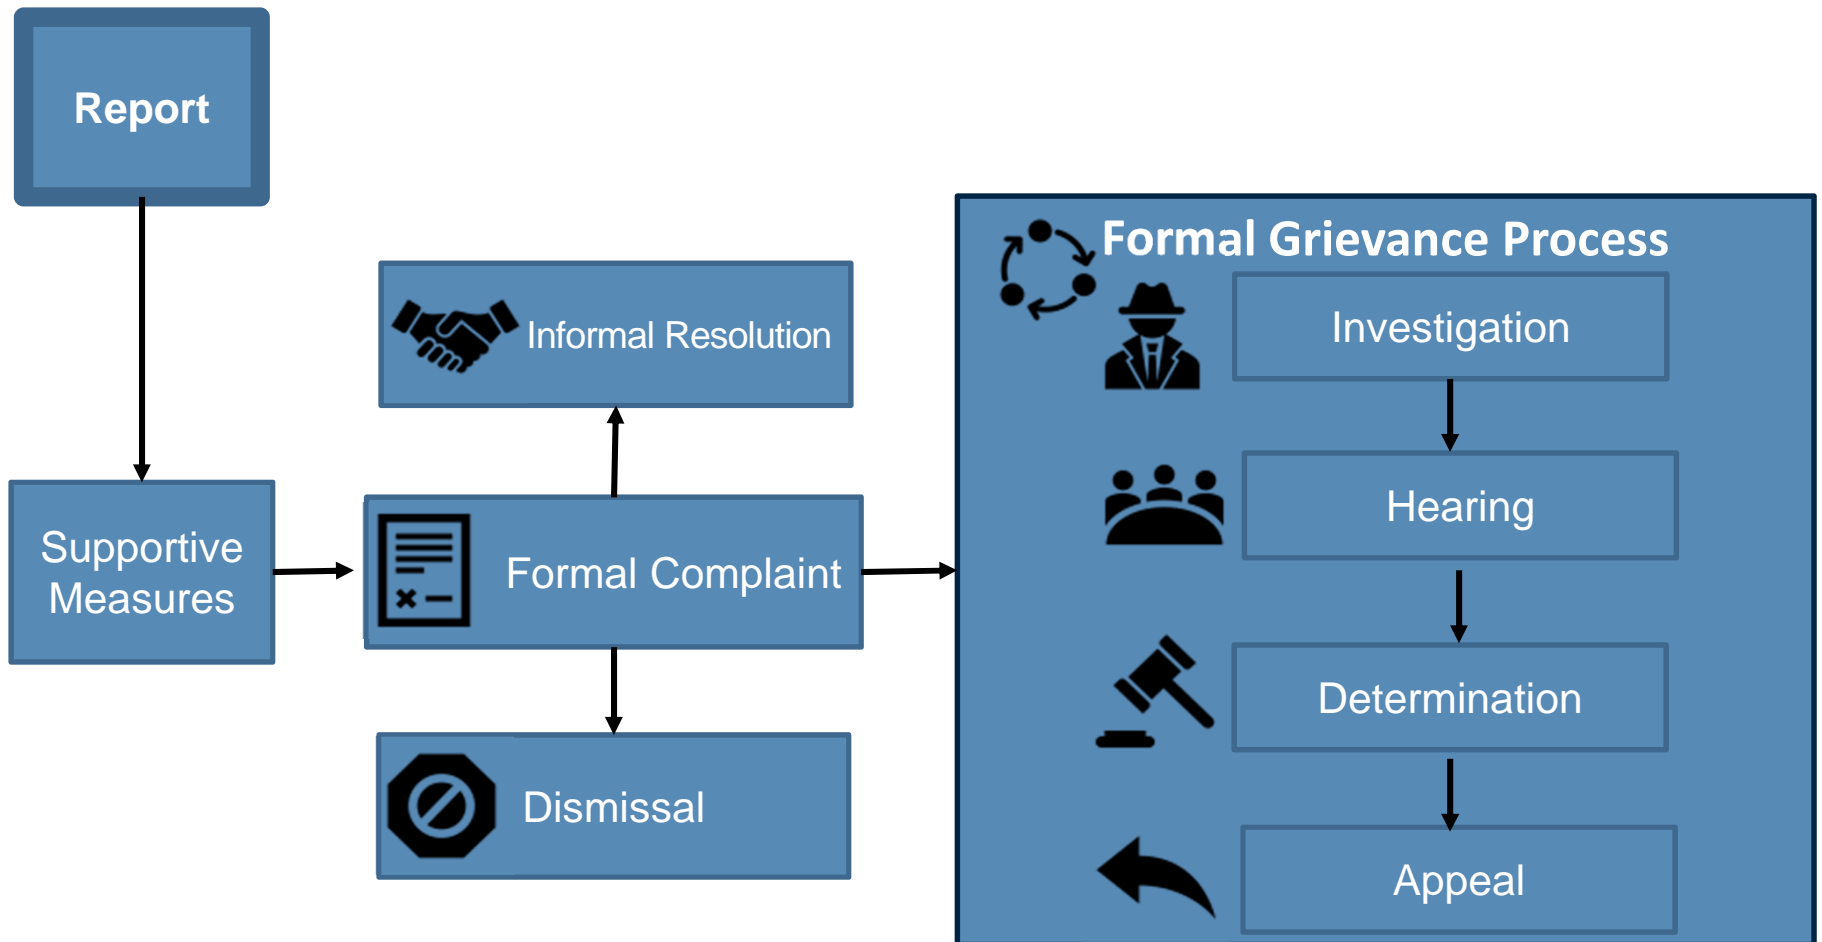 Report
Supportive
Measures
Informal Resolution
Formal Complaint
Dismissal
Formal Grievance Process
Investigation
Hearing
Determination
Appeal